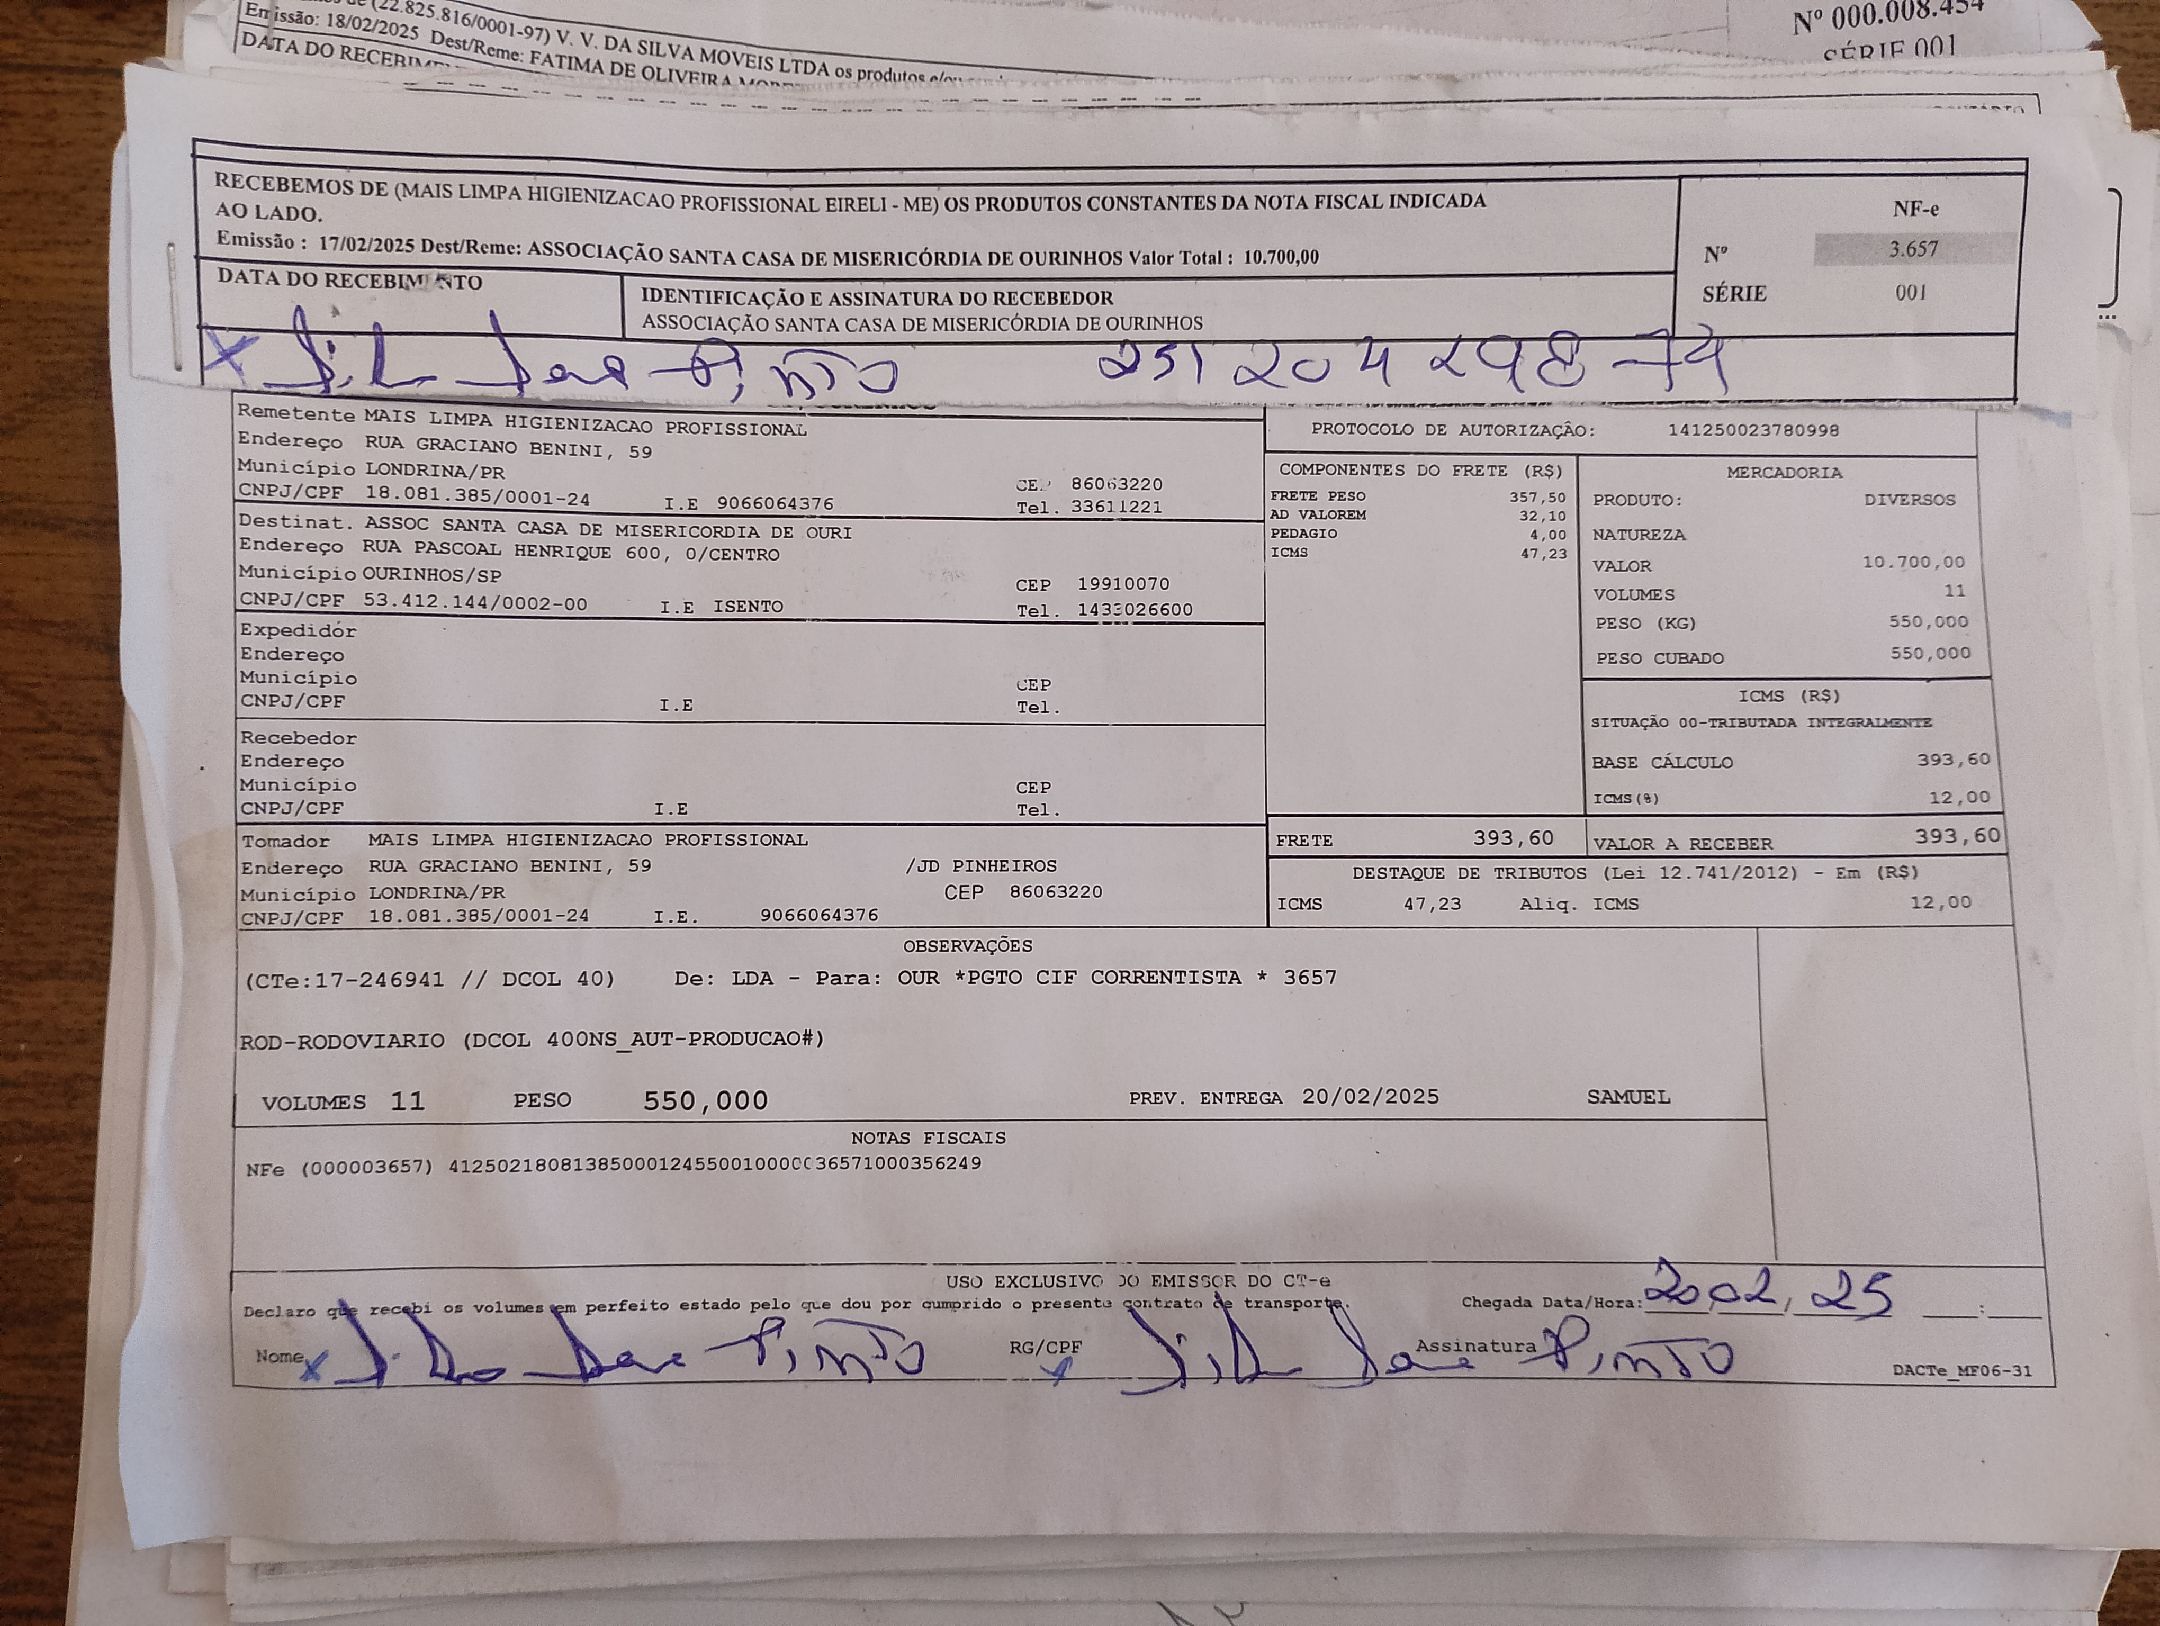 (22.825.816/0001-97) V. V. DA SILVA MOVEIS LTDA os produtos
Nº 000.008.454
Emissão: 18/02/2025 Dest/Reme: FATIMA DE OLIVEIRA
SÉRIE 001
DATA DO
RECEBEMOS DE (MAIS LIMPA HIGIENIZACAO PROFISSIONAL EIRELI - ME) OS PRODUTOS CONSTANTES DA NOTA FISCAL INDICADA
AO LADO.
Emissão : 17/02/2025 Dest/Reme: ASSOCIAÇÃO SANTA CASA DE MISERICÓRDIA DE OURINHOS Valor Total : 10.700,00
NF-e
Nº 3.657
SÉRIE 001
DATA DO RECEBIMENTO
IDENTIFICAÇÃO E ASSINATURA DO RECEBEDOR
ASSOCIAÇÃO SANTA CASA DE MISERICÓRDIA DE OURINHOS
X Pinto 251 204 298-74
Remetente MAIS LIMPA HIGIENIZACAO PROFISSIONAL
Endereço RUA GRACIANO BENINI, 59
Município LONDRINA/PR CEP 86063220
CNPJ/CPF 18.081.385/0001-24 I.E 9066064376 Tel. 33611221
Destinat. ASSOC SANTA CASA DE MISERICORDIA DE OURI
Endereço RUA PASCOAL HENRIQUE 600, 0/CENTRO
Município OURINHOS/SP CEP 19910070
CNPJ/CPF 53.412.144/0002-00 I.E ISENTO Tel. 1433026600
Expedidor
Endereço
Município CEP
CNPJ/CPF I.E Tel.
Recebedor
Endereço
Município CEP
CNPJ/CPF I.E Tel.
Tomador MAIS LIMPA HIGIENIZACAO PROFISSIONAL
Endereço RUA GRACIANO BENINI, 59 /JD PINHEIROS
Município LONDRINA/PR CEP 86063220
CNPJ/CPF 18.081.385/0001-24 I.E. 9066064376
PROTOCOLO DE AUTORIZAÇÂO: 141250023780998
COMPONENTES DO FRETE (R$)
FRETE PESO 357,50
AD VALOREM 32,10
PEDAGIO 4,00
ICMS 47,23
MERCADORIA
PRODUTO: DIVERSOS
NATUREZA
VALOR 10.700,00
VOLUMES 11
PESO (KG) 550,000
PESO CUBADO 550,000
ICMS (R$)
SITUAÇÃO 00-TRIBUTADA INTEGRALMENTE
BASE CÁLCULO 393,60
ICMS(%) 12,00
FRETE 393,60 VALOR A RECEBER 393,60
DESTAQUE DE TRIBUTOS (Lei 12.741/2012) - Em (R$)
ICMS 47,23 Aliq. ICMS 12,00
OBSERVAÇÕES
(CTe:17-246941 // DCOL 40) De: LDA - Para: OUR *PGTO CIF CORRENTISTA * 3657
ROD-RODOVIARIO (DCOL 400NS_AUT-PRODUCAO#)
VOLUMES 11 PESO 550,000 PREV. ENTREGA 20/02/2025 SAMUEL
NOTAS FISCAIS
NFe (000003657) 41250218081385000124550010000036571000356249
USO EXCLUSIVO DO EMISSOR DO CT-e
Declaro que recebi os volumes em perfeito estado pelo que dou por cumprido o presente contrato de transporte.
Chegada Data/Hora: 20,02,25 :
Nome x Pinto RG/CPF Assinatura Pinto
DACTe_MF06-31